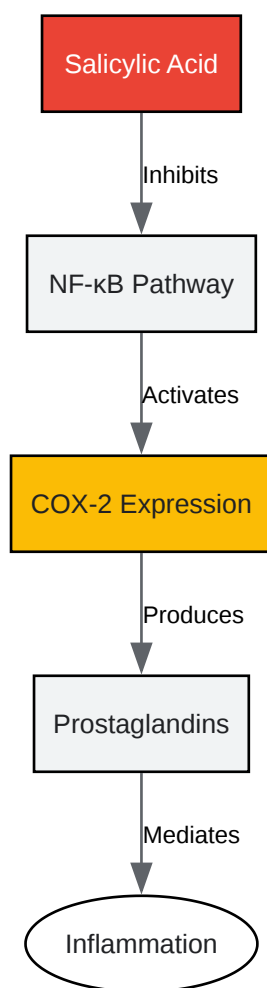 Salicylic Acid
Inhibits
NF-κB Pathway
Activates
COX-2 Expression
Produces
Prostaglandins
Mediates
Inflammation